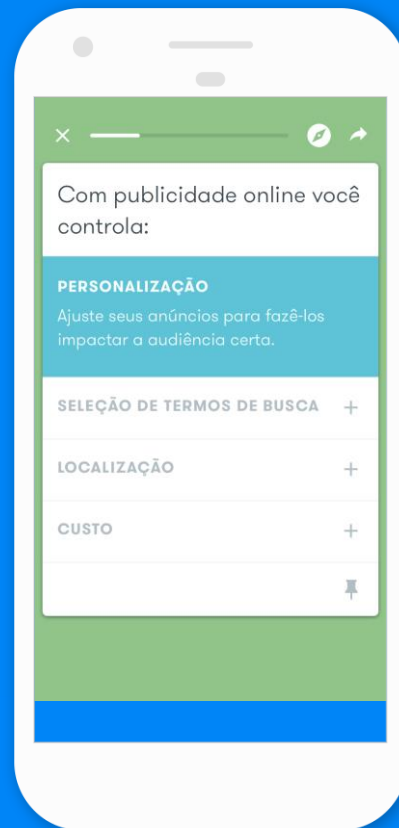 Com publicidade online você
controla:
PERSONALIZAÇÃO
Ajuste seus anúncios para fazê-los
impactar a audiência certa.
SELEÇÃO DE TERMOS DE BUSCA +
LOCALIZAÇÃO +
CUSTO +